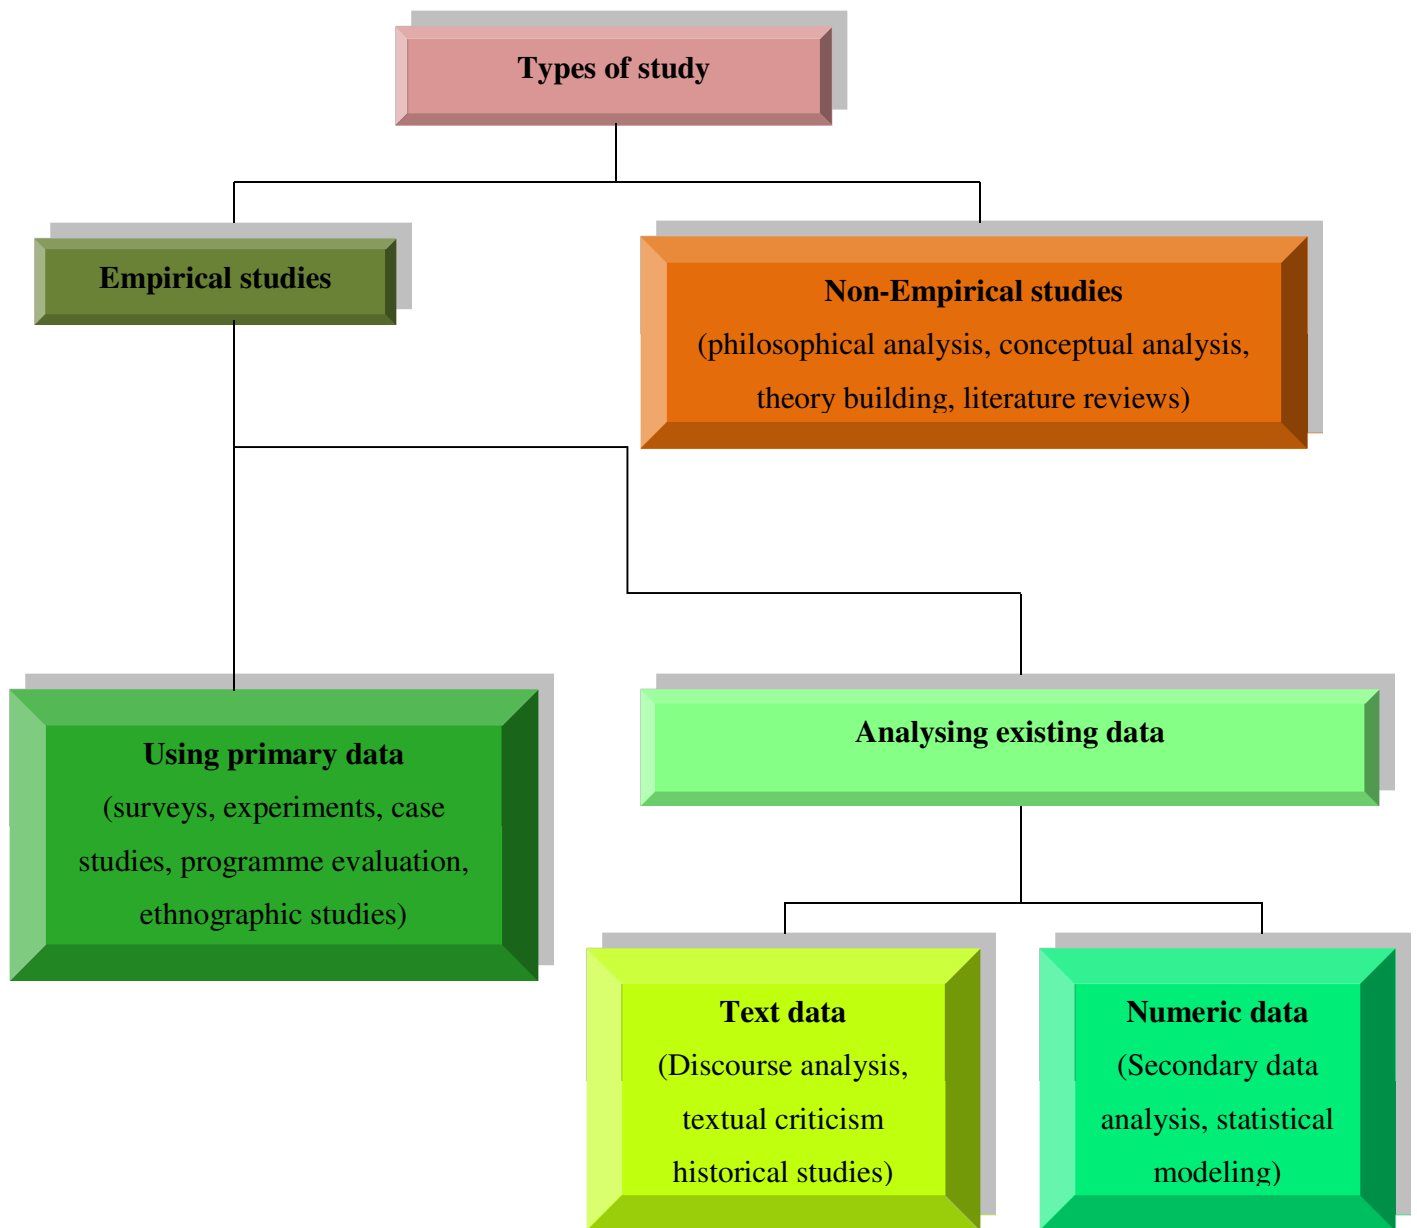 Types of study
Empirical studies
Non-Empirical studies
(philosophical analysis, conceptual analysis,
theory building, literature reviews)
Using primary data
(surveys, experiments, case
studies, programme evaluation,
ethnographic studies)
Analysing existing data
Text data
(Discourse analysis,
textual criticism
historical studies)
Numeric data
(Secondary data
analysis, statistical
modeling)